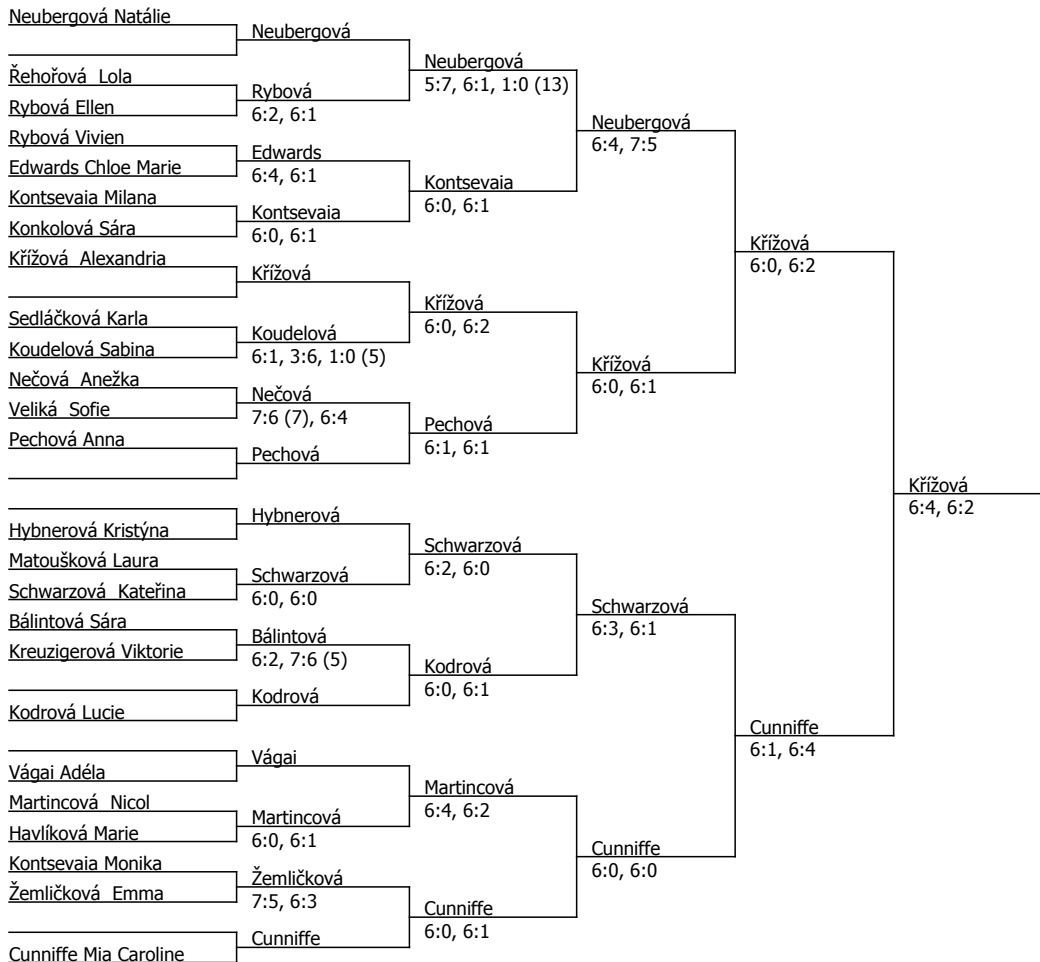 Neubergová Natálie
Řehořová  Lola
Rybová Ellen
Rybová Vivien
Edwards Chloe Marie
Kontsevaia Milana
Konkolová Sára
Křížová  Alexandria
Sedláčková Karla
Koudelová Sabina
Nečová  Anežka
Veliká  Sofie
Pechová Anna
Hybnerová Kristýna
Matoušková Laura
Schwarzová  Kateřina
Bálintová Sára
Kreuzigerová Viktorie
Kodrová Lucie
Vágai Adéla
Martincová  Nicol
Havlíková Marie
Kontsevaia Monika
Žemličková  Emma
Cunniffe Mia Caroline
Neubergová
Rybová
6:2, 6:1
Edwards
6:4, 6:1
Kontsevaia
6:0, 6:1
Křížová
Koudelová
6:1, 3:6, 1:0 (5)
Nečová
7:6 (7), 6:4
Pechová
Hybnerová
Schwarzová
6:0, 6:0
Bálintová
6:2, 7:6 (5)
Kodrová
Vágai
Martincová
6:0, 6:1
Žemličková
7:5, 6:3
Cunniffe
Neubergová
5:7, 6:1, 1:0 (13)
Kontsevaia
6:0, 6:1
Křížová
6:0, 6:2
Pechová
6:1, 6:1
Schwarzová
6:2, 6:0
Kodrová
6:0, 6:1
Martincová
6:4, 6:2
Cunniffe
6:0, 6:1
Neubergová
6:4, 7:5
Křížová
6:0, 6:1
Schwarzová
6:3, 6:1
Cunniffe
6:0, 6:0
Křížová
6:0, 6:2
Cunniffe
6:1, 6:4
Křížová
6:4, 6:2